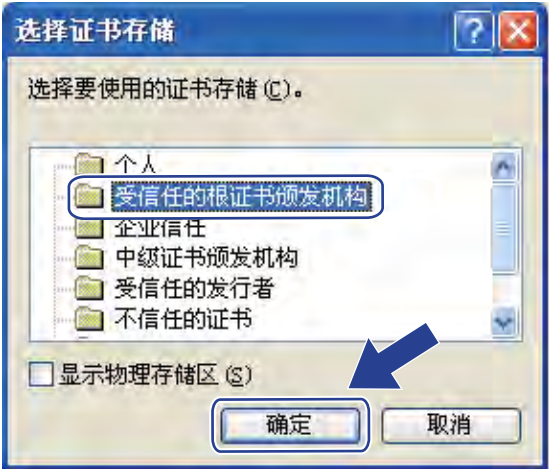 选择证书存储
选择要使用的证书存储(C)。
个人
受信任的根证书颁发机构
企业信任
中级证书颁发机构
受信任的发行者
不信任的证书
显示物理存储区(S)
确定
取消